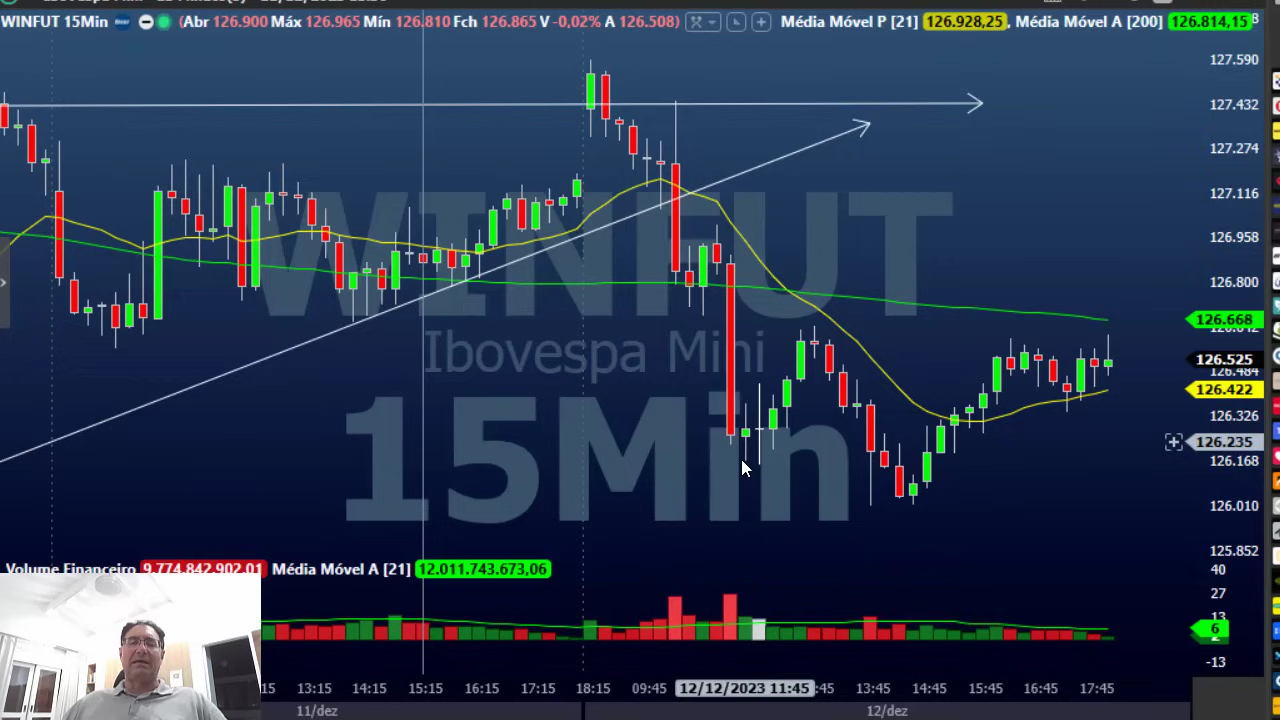 WINFUT 15Min (Abr 126.900 Máx 126.965 Mín 126.810 Fch 126.865 V -0,02% A 126.508) Média Móvel P [21] 126.928,25, Média Móvel A [200] 126.814,15
127.590
127.432
127.274
127.116
126.958
126.800
126.668
126.525
126.484
126.422
126.326
126.235
126.168
126.010
125.852
WINFUT
Ibovespa Mini
15Min
Volume Financeiro 9.774.842.902,01 Média Móvel A [21] 12.011.743.673,06
40
27
13
6
-13
:15 13:15 14:15 15:15 16:15 17:15 18:15 09:45 12/12/2023 11:45 :45 13:45 14:45 15:45 16:45 17:45
11/dez 12/dez